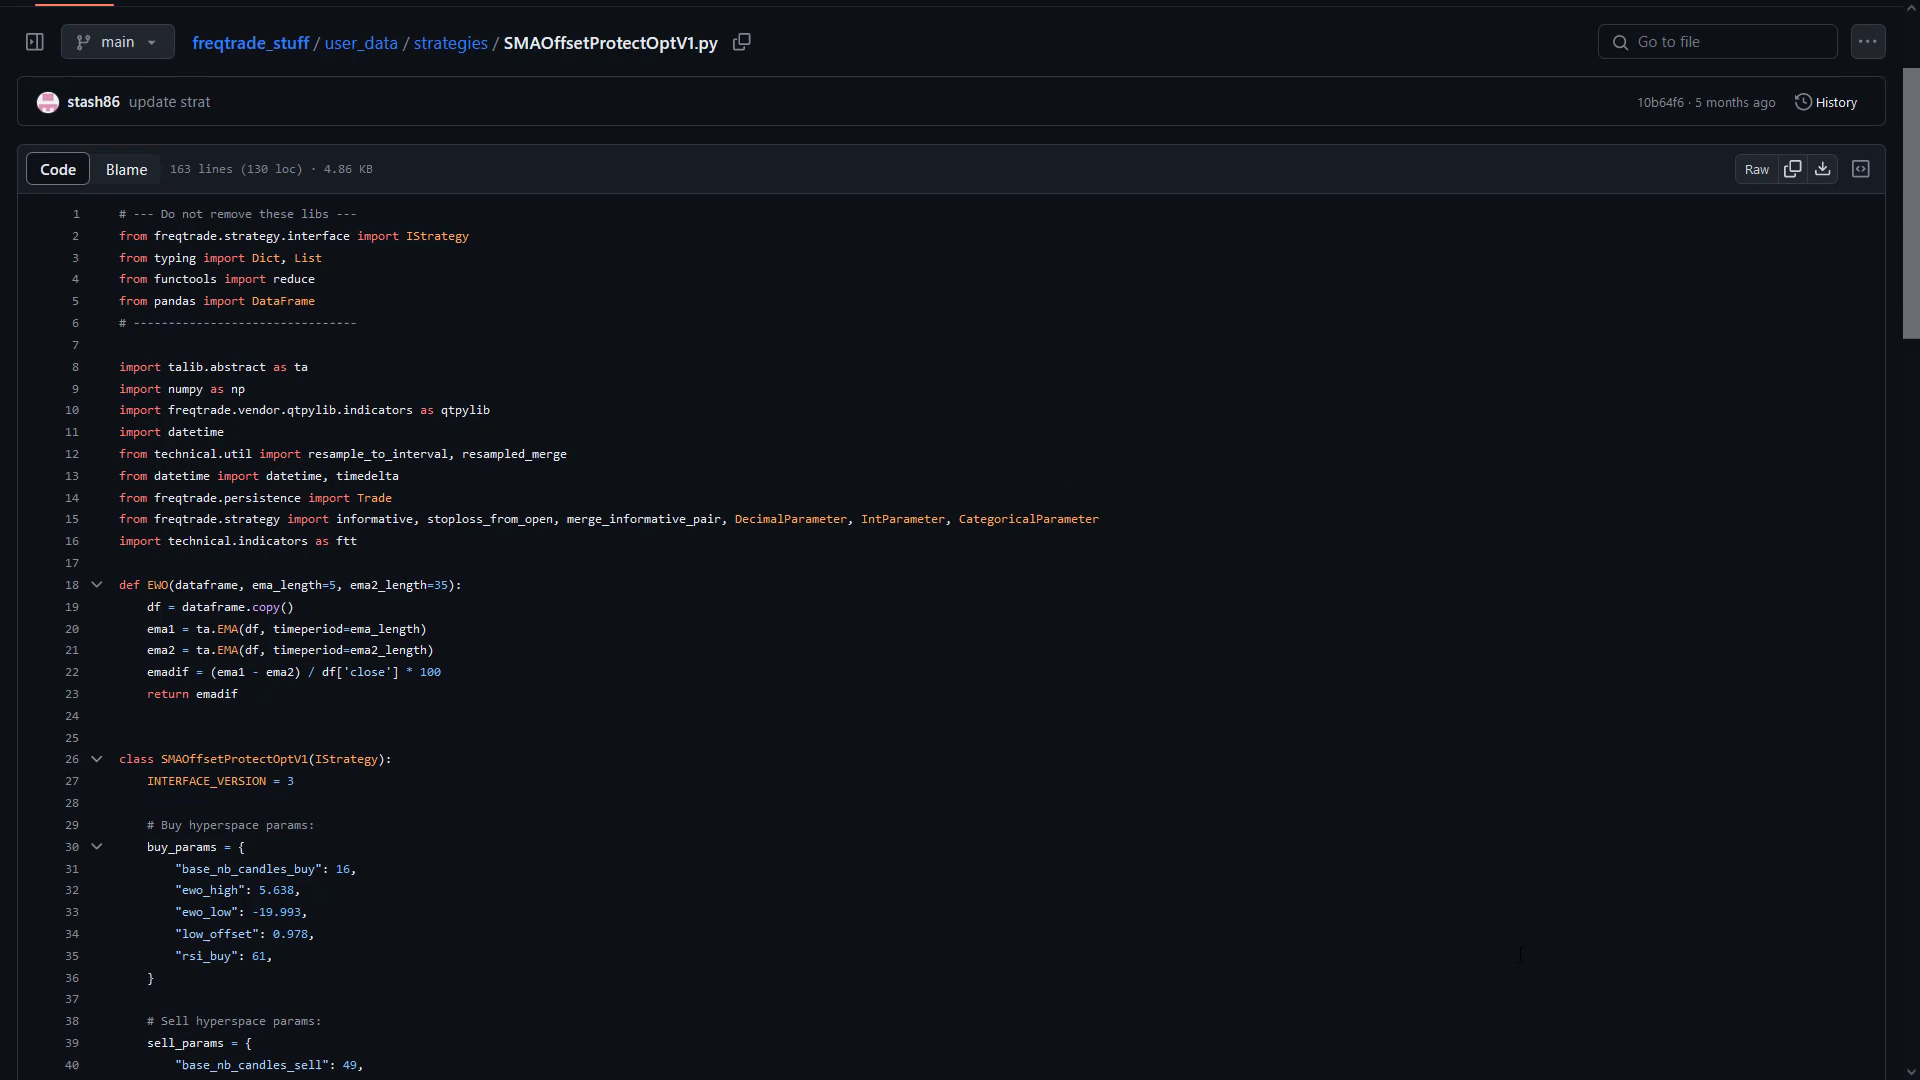 main
freqtrade_stuff / user_data / strategies / SMAOffsetProtectOptV1.py
Go to file
stash86 update strat
10b64f6 · 5 months ago
History
Code
Blame
163 lines (130 loc) · 4.86 KB
Raw
1 # --- Do not remove these libs ---
2 from freqtrade.strategy.interface import IStrategy
3 from typing import Dict, List
4 from functools import reduce
5 from pandas import DataFrame
6 # --------------------------------
7
8 import talib.abstract as ta
9 import numpy as np
10 import freqtrade.vendor.qtpylib.indicators as qtpylib
11 import datetime
12 from technical.util import resample_to_interval, resampled_merge
13 from datetime import datetime, timedelta
14 from freqtrade.persistence import Trade
15 from freqtrade.strategy import informative, stoploss_from_open, merge_informative_pair, DecimalParameter, IntParameter, CategoricalParameter
16 import technical.indicators as ftt
17
18 def EWO(dataframe, ema_length=5, ema2_length=35):
19     df = dataframe.copy()
20     ema1 = ta.EMA(df, timeperiod=ema_length)
21     ema2 = ta.EMA(df, timeperiod=ema2_length)
22     emadif = (ema1 - ema2) / df['close'] * 100
23     return emadif
24
25
26 class SMAOffsetProtectOptV1(IStrategy):
27     INTERFACE_VERSION = 3
28
29     # Buy hyperspace params:
30     buy_params = {
31         "base_nb_candles_buy": 16,
32         "ewo_high": 5.638,
33         "ewo_low": -19.993,
34         "low_offset": 0.978,
35         "rsi_buy": 61,
36     }
37
38     # Sell hyperspace params:
39     sell_params = {
40         "base_nb_candles_sell": 49,